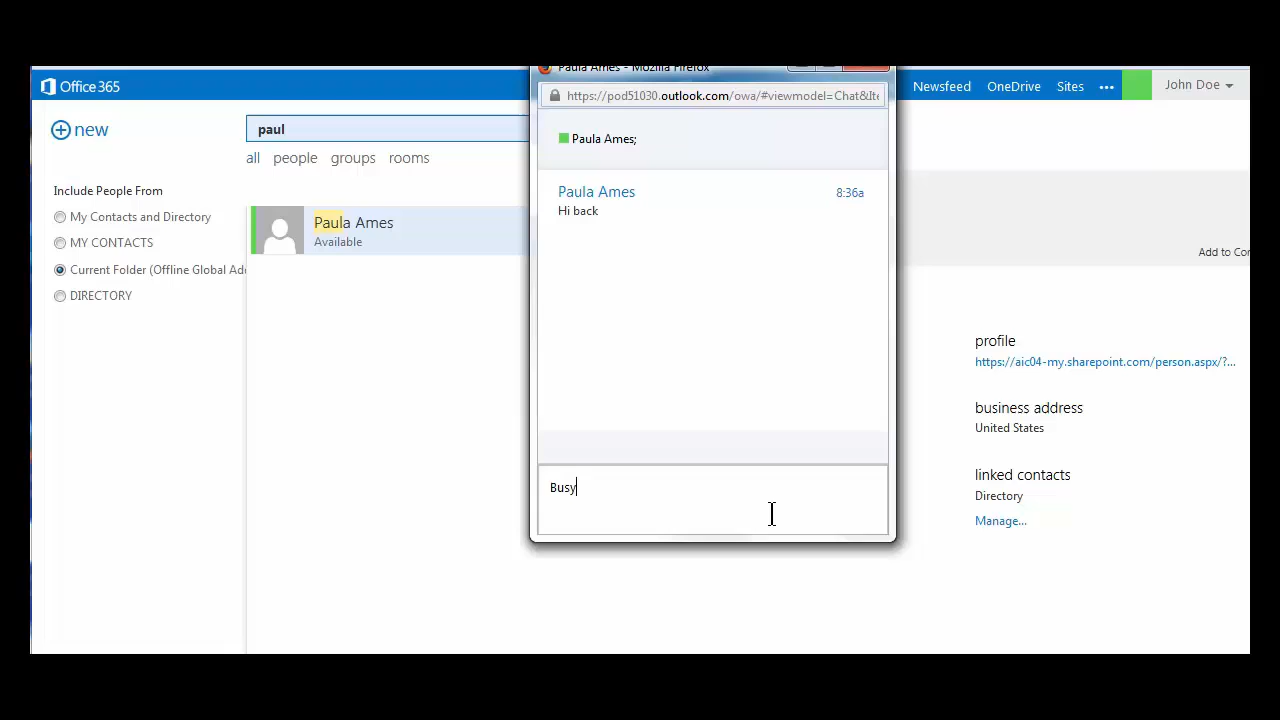 Paula Ames - Mozilla Firefox
Office 365
Newsfeed OneDrive Sites ••• John Doe
https://pod51030.outlook.com/owa/#viewmodel=Chat&Ite
new
paul
all people groups rooms
Paula Ames;
Include People From
My Contacts and Directory
MY CONTACTS
Current Folder (Offline Global Add
DIRECTORY
Paula Ames
Available
Paula Ames 8:36a
Hi back
Busy
Add to Cor
profile
https://aic04-my.sharepoint.com/person.aspx/?...
business address
United States
linked contacts
Directory
Manage...